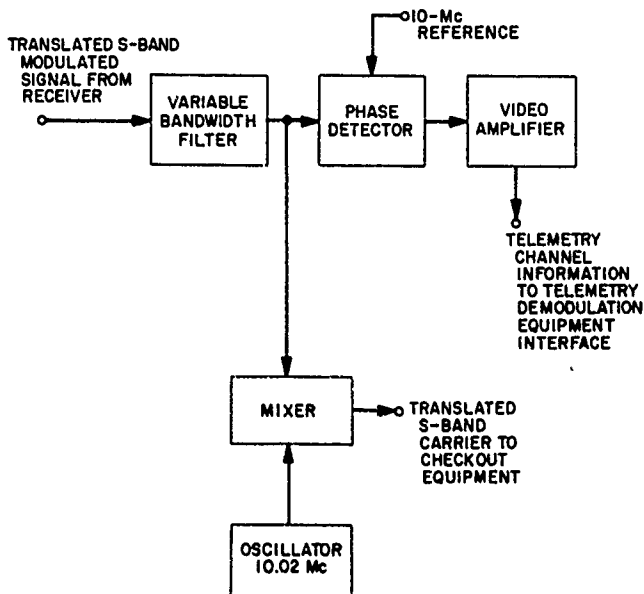 10-Mc
REFERENCE
TRANSLATED S-BAND
MODULATED
SIGNAL FROM
RECEIVER
VARIABLE
BANDWIDTH
FILTER
PHASE
DETECTOR
VIDEO
AMPLIFIER
TELEMETRY
CHANNEL
INFORMATION
TO TELEMETRY
DEMODULATION
EQUIPMENT
INTERFACE
MIXER
TRANSLATED
S-BAND
CARRIER TO
CHECKOUT
EQUIPMENT
OSCILLATOR
10.02 Mc